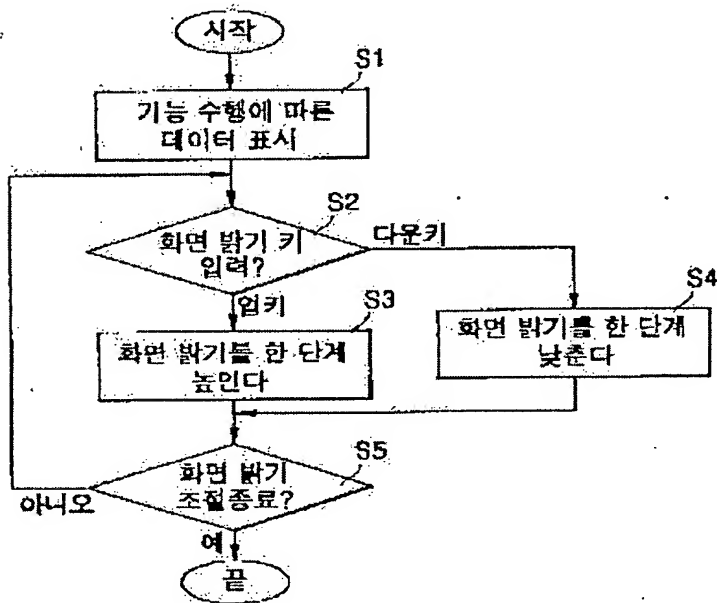 시작
S1
기능 수행에 따른
데이터 표시
S2
화면 밝기 키
입력?
다운키
업키
S3
화면 밝기를 한 단계
높인다
S4
화면 밝기를 한 단계
낮춘다
S5
화면 밝기
조절종료?
아니오
예
끝